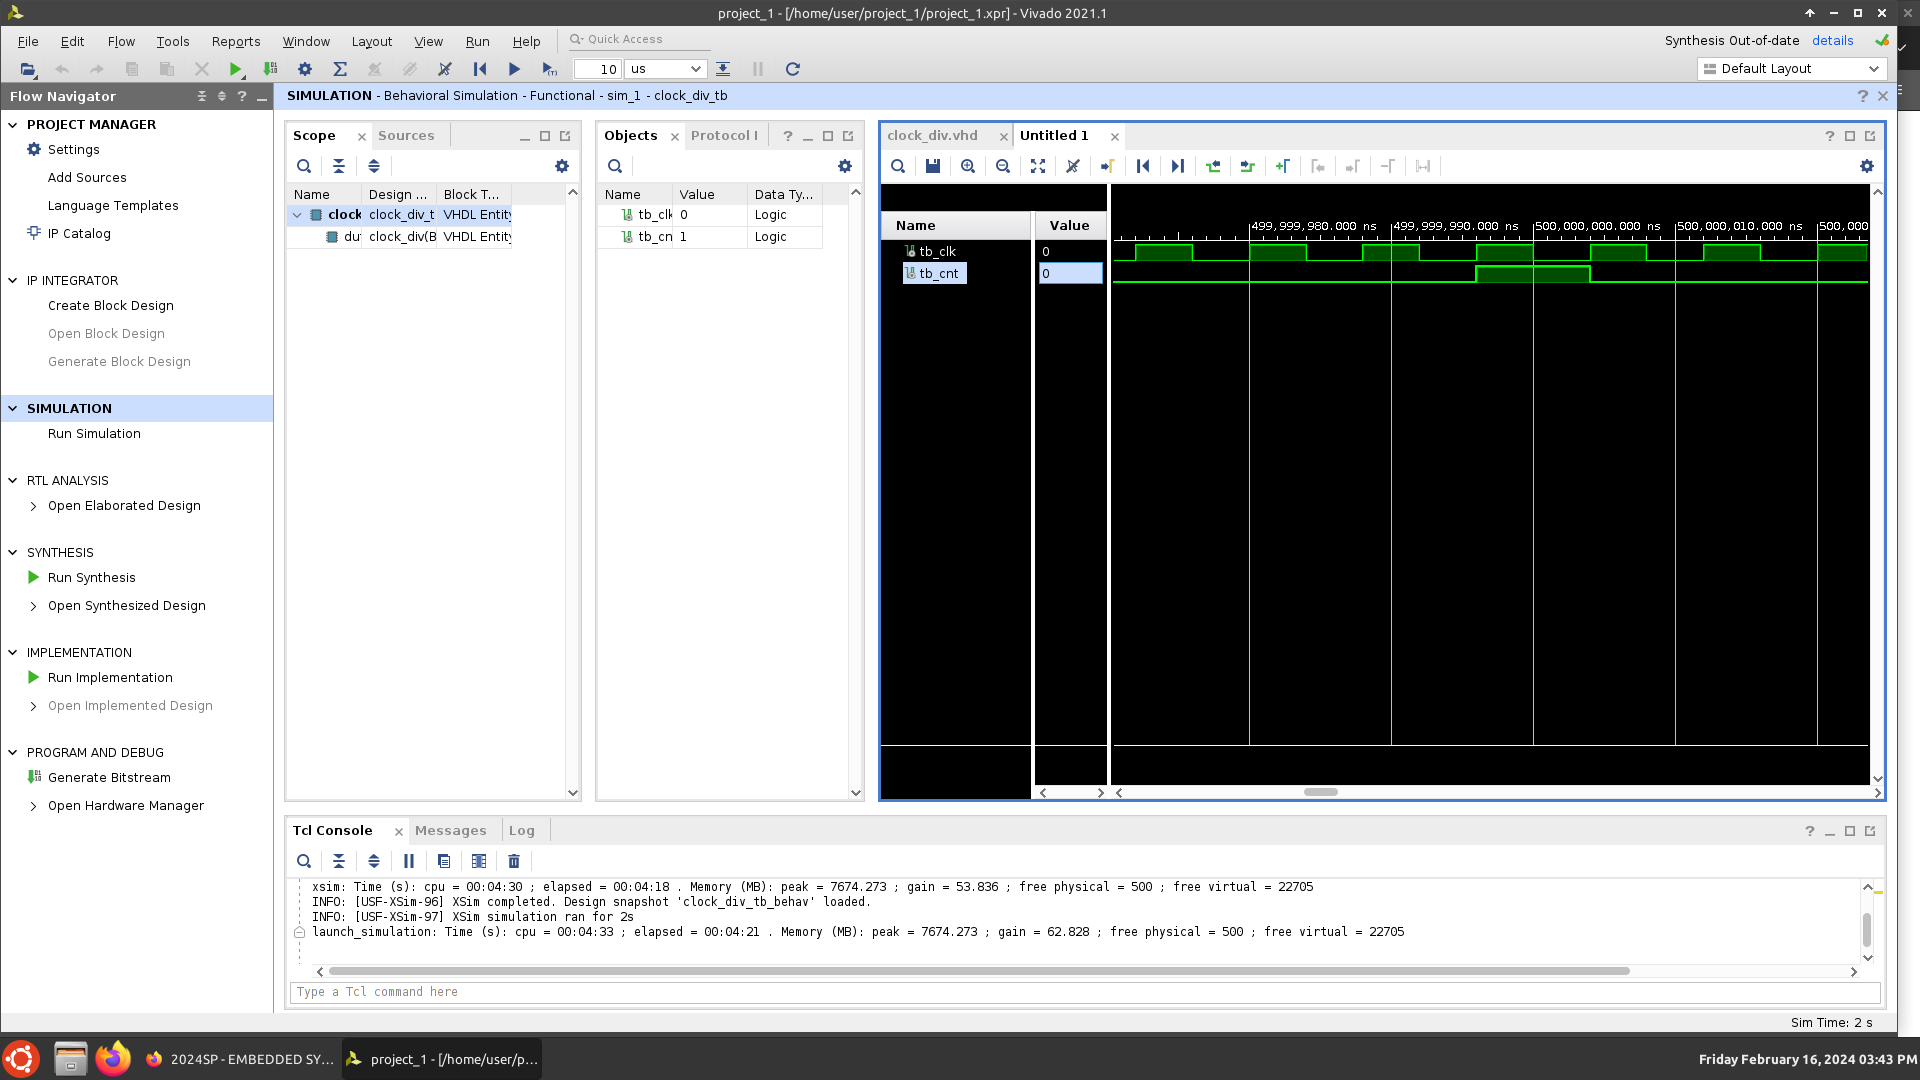 project_1 - [/home/user/project_1/project_1.xpr] - Vivado 2021.1
File Edit Flow Tools Reports Window Layout View Run Help Quick Access
Synthesis Out-of-date details
10 us
Default Layout
Flow Navigator
PROJECT MANAGER
Settings
Add Sources
Language Templates
IP Catalog
IP INTEGRATOR
Create Block Design
Open Block Design
Generate Block Design
SIMULATION
Run Simulation
RTL ANALYSIS
Open Elaborated Design
SYNTHESIS
Run Synthesis
Open Synthesized Design
IMPLEMENTATION
Run Implementation
Open Implemented Design
PROGRAM AND DEBUG
Generate Bitstream
Open Hardware Manager
SIMULATION - Behavioral Simulation - Functional - sim_1 - clock_div_tb
Scope Sources
Name Design ... Block T...
clock clock_div_t VHDL Entity
du clock_div(B VHDL Entity
Objects Protocol I
Name Value Data Ty...
tb_clk 0 Logic
tb_cn 1 Logic
clock_div.vhd Untitled 1
Name Value
tb_clk 0
tb_cnt 0
499,999,980.000 ns 499,999,990.000 ns 500,000,000.000 ns 500,000,010.000 ns 500,000
Tcl Console Messages Log
xsim: Time (s): cpu = 00:04:30 ; elapsed = 00:04:18 . Memory (MB): peak = 7674.273 ; gain = 53.836 ; free physical = 500 ; free virtual = 22705
INFO: [USF-XSim-96] XSim completed. Design snapshot 'clock_div_tb_behav' loaded.
INFO: [USF-XSim-97] XSim simulation ran for 2s
launch_simulation: Time (s): cpu = 00:04:33 ; elapsed = 00:04:21 . Memory (MB): peak = 7674.273 ; gain = 62.828 ; free physical = 500 ; free virtual = 22705
Type a Tcl command here
Sim Time: 2 s
2024SP - EMBEDDED SY...
project_1 - [/home/user/p...
Friday February 16, 2024 03:43 PM